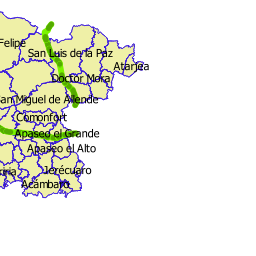 Felipe
San Luis de la Paz
Atarjea
Doctor Mora
San Miguel de Allende
Comonfort
Apaseo el Grande
Apaseo el Alto
Jerécuaro
Acámbaro